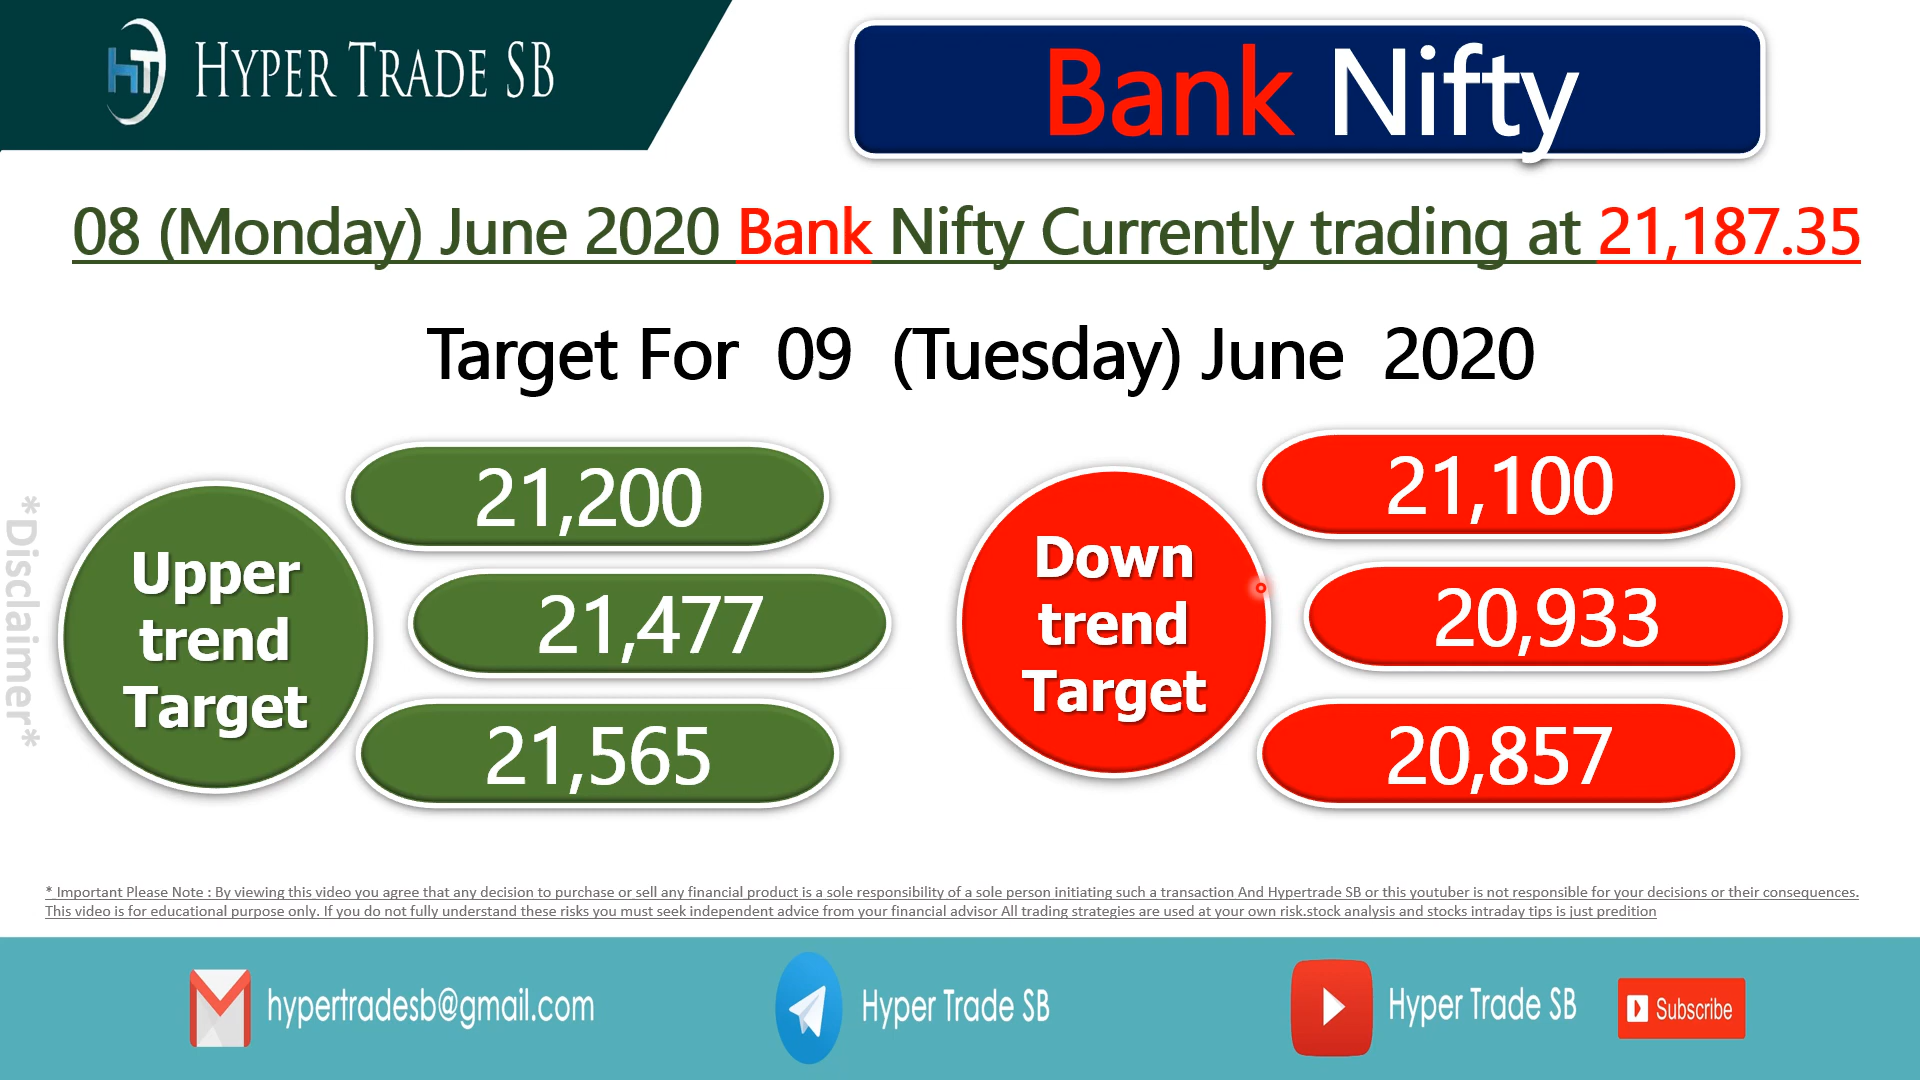 HT HYPER TRADE SB
Bank Nifty
08 (Monday) June 2020 Bank Nifty Currently trading at 21,187.35
Target For 09 (Tuesday) June 2020
*Disclaimer*
Upper
trend
Target
21,200
21,477
21,565
Down
trend
Target
21,100
20,933
20,857
* Important Please Note : By viewing this video you agree that any decision to purchase or sell any financial product is a sole responsibility of a sole person initiating such a transaction And Hypertrade SB or this youtuber is not responsible for your decisions or their consequences.
This video is for educational purpose only. If you do not fully understand these risks you must seek independent advice from your financial advisor All trading strategies are used at your own risk.stock analysis and stocks intraday tips is just predition
hypertradesb@gmail.com
Hyper Trade SB
Hyper Trade SB
Subscribe